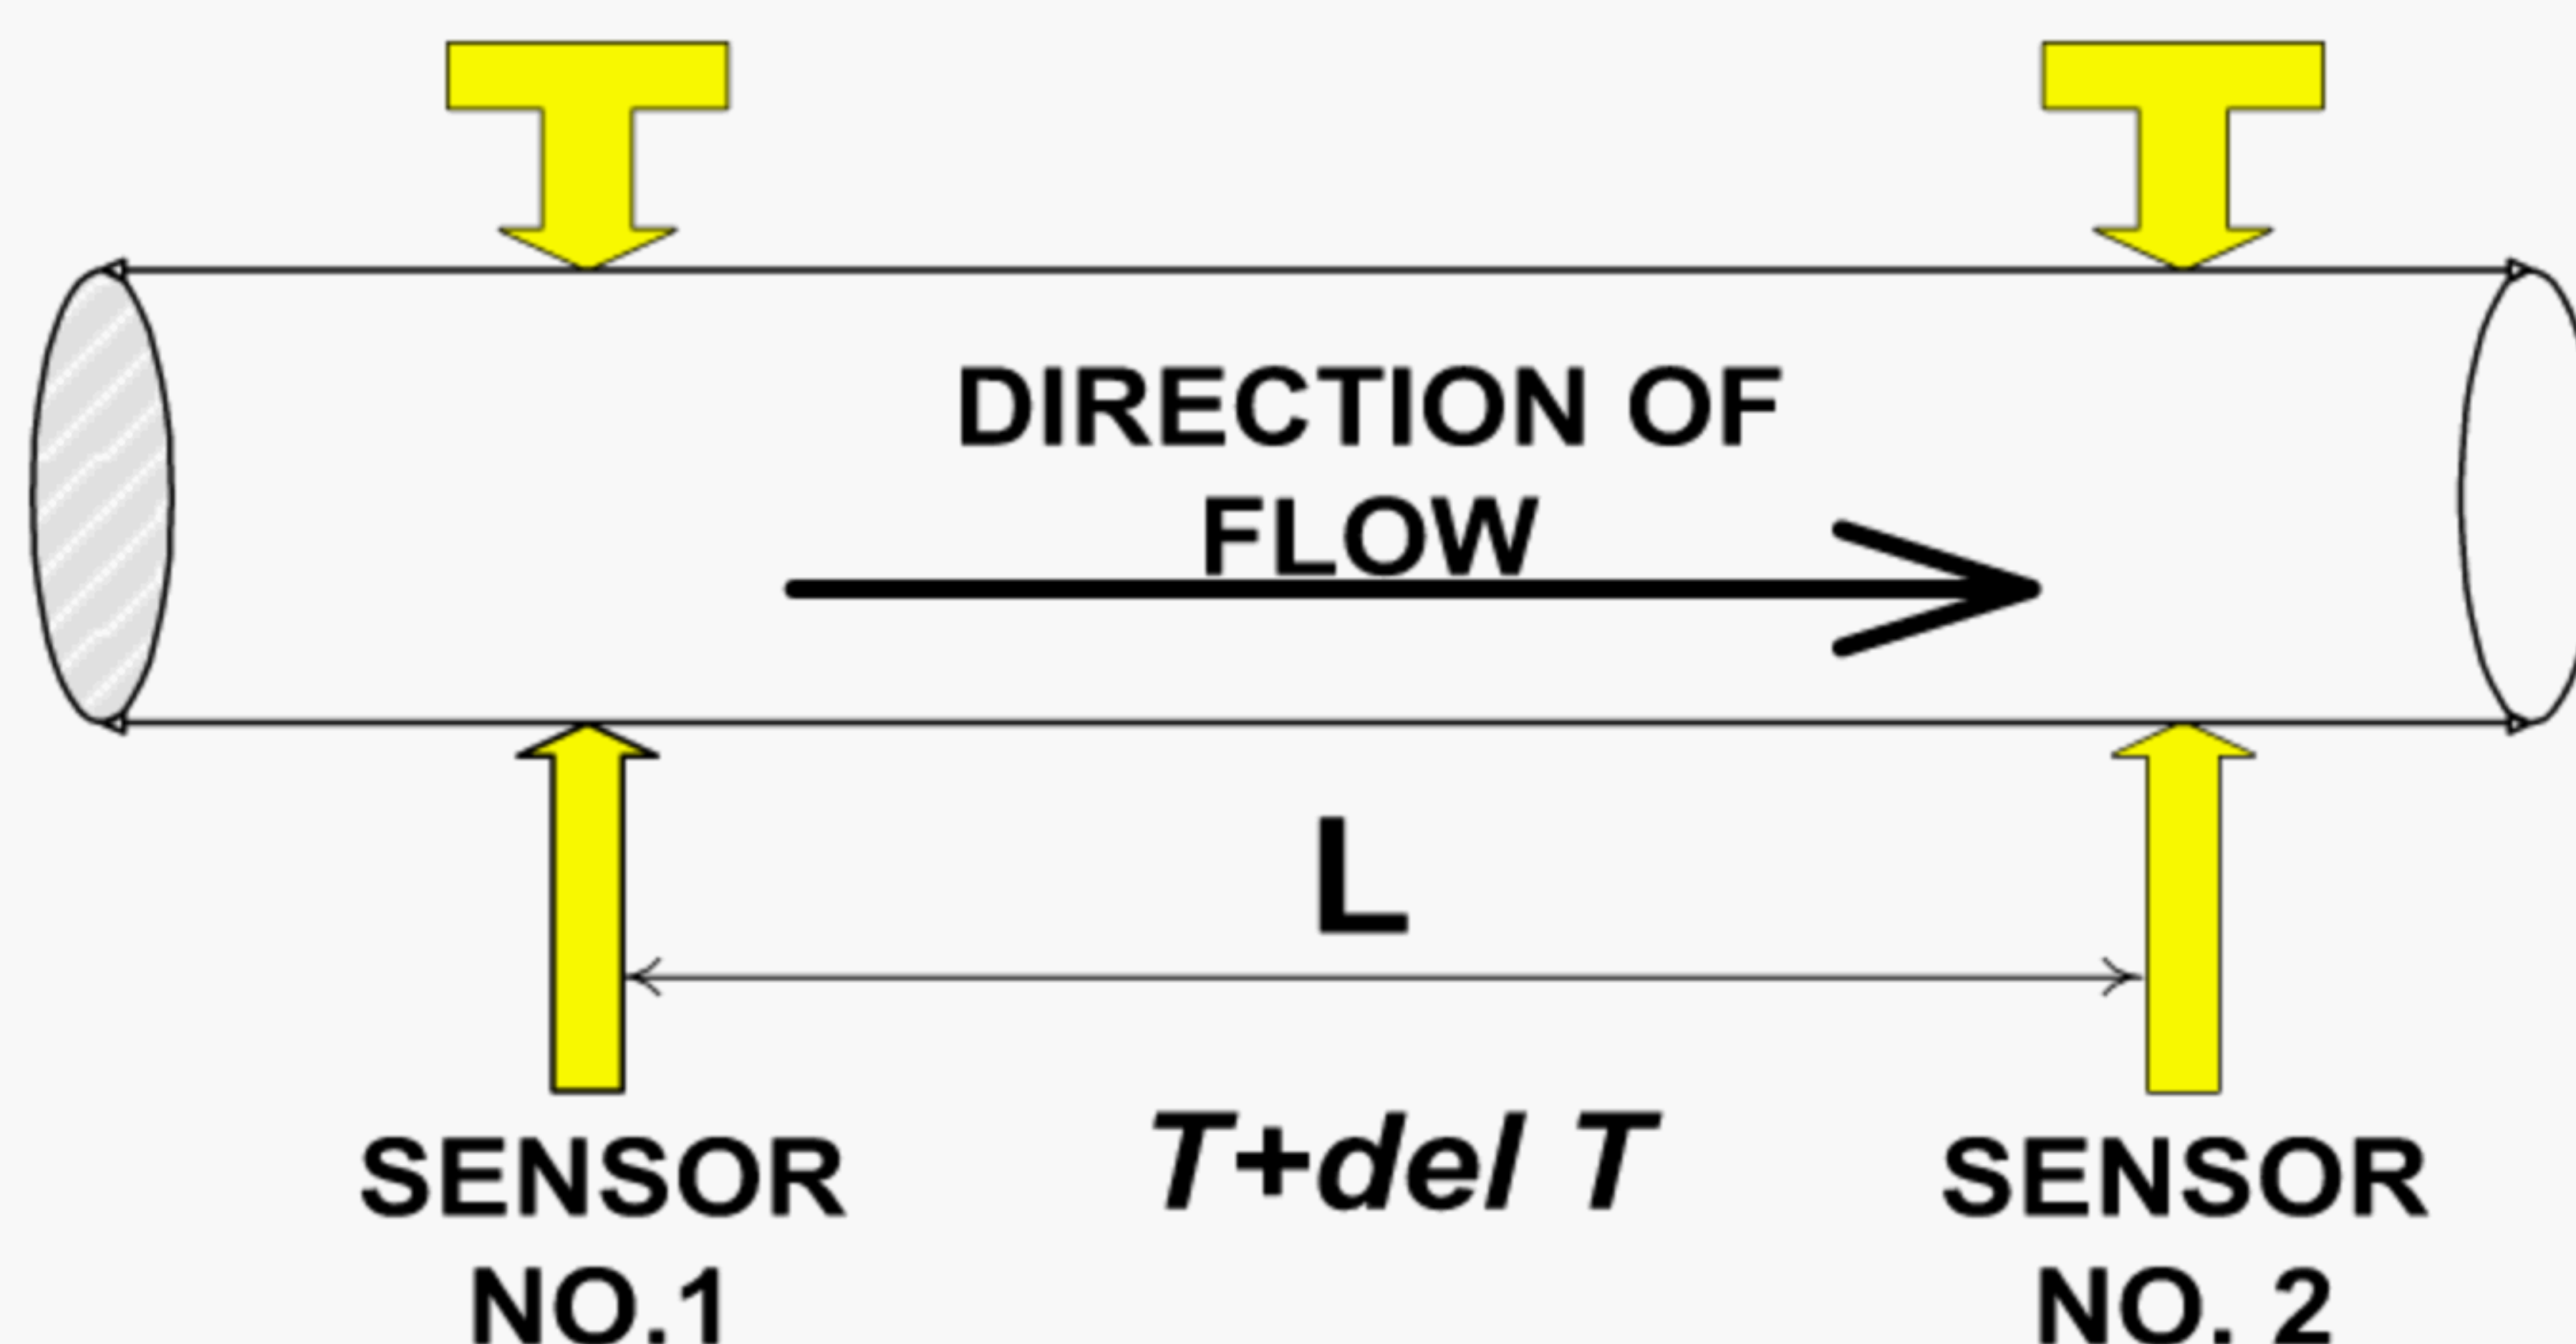 DIRECTION OF
FLOW
L
T+del T
SENSOR
NO.1
SENSOR
NO. 2